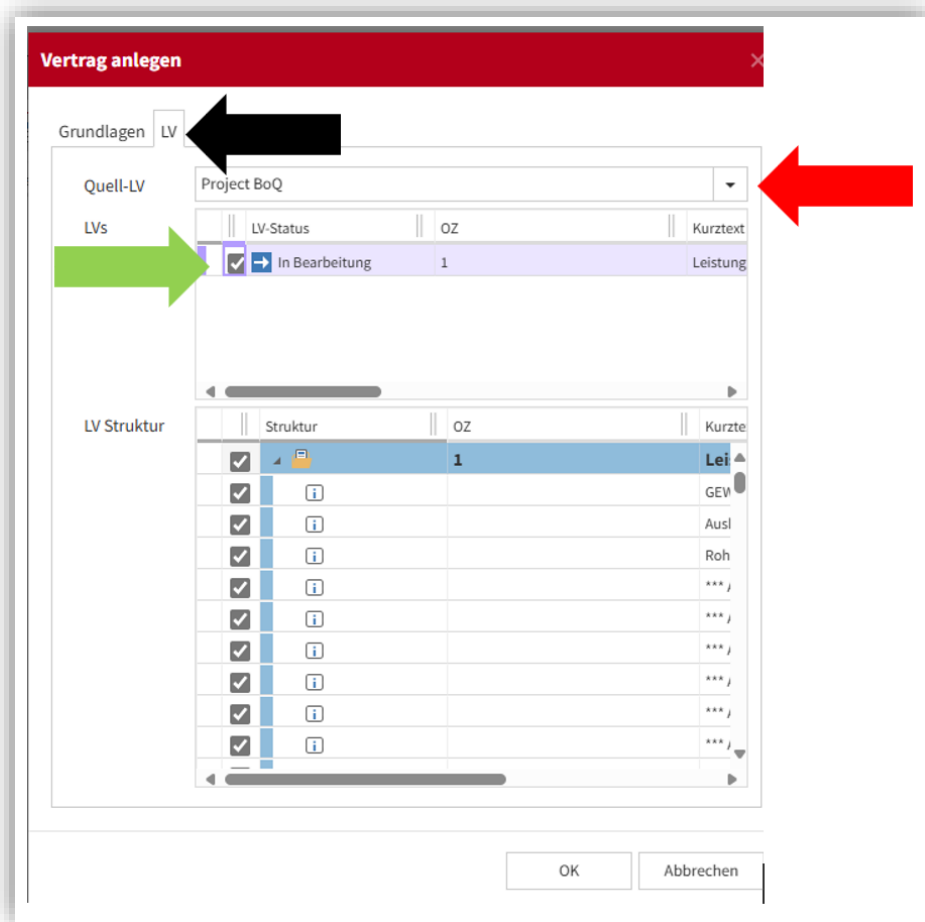 Vertrag anlegen
Grundlagen LV
Quell-LV Project BoQ
LVs LV-Status OZ Kurztext
In Bearbeitung 1 Leistung
LV Struktur Struktur OZ Kurzte
1 Lei
GEW
Ausl
Roh
*** /
*** /
*** /
*** /
*** /
*** /
OK Abbrechen